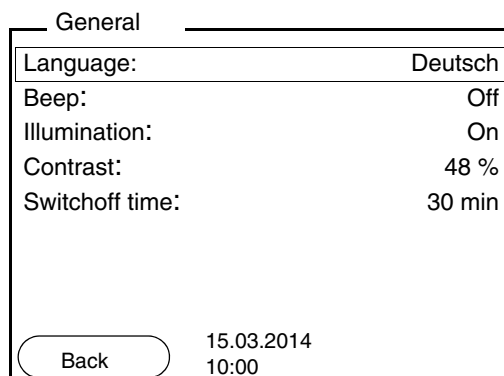 General
Language: Deutsch
Beep: Off
Illumination: On
Contrast: 48 %
Switchoff time: 30 min
15.03.2014
Back
10:00